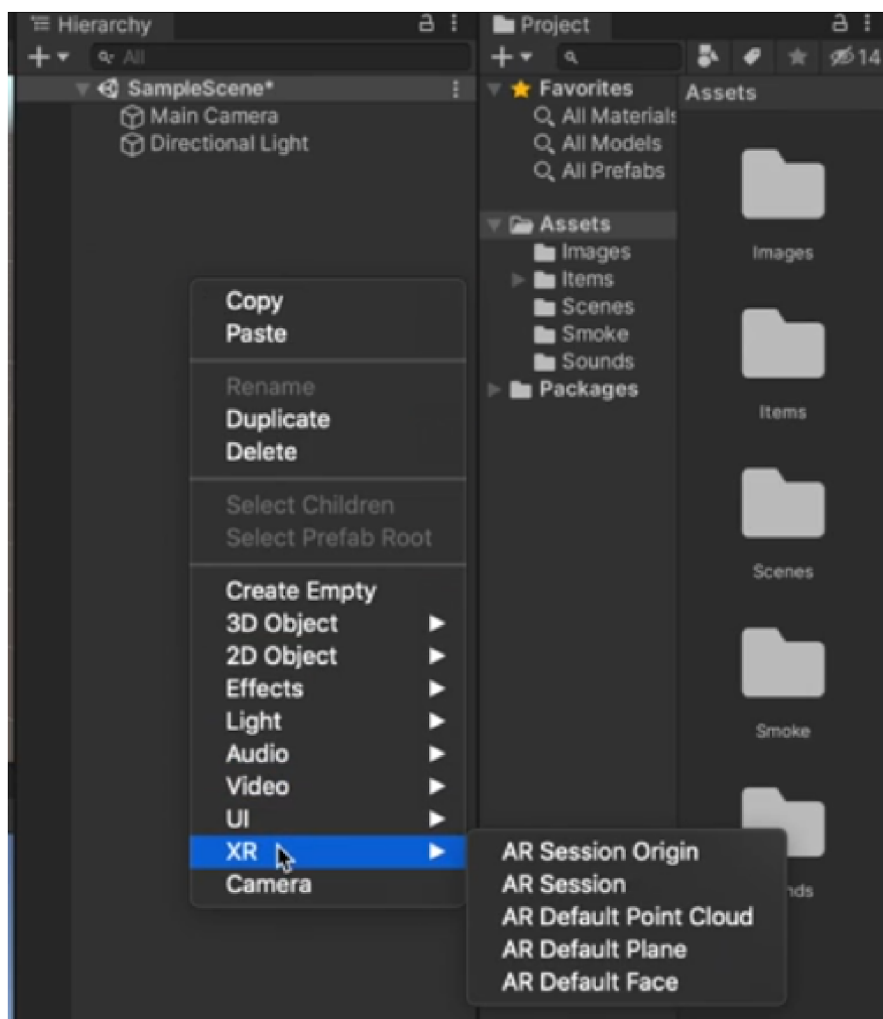 Hierarchy
All
SampleScene*
Main Camera
Directional Light
Copy
Paste
Rename
Duplicate
Delete
Select Children
Select Prefab Root
Create Empty
3D Object
2D Object
Effects
Light
Audio
Video
UI
XR
Camera
AR Session Origin
AR Session
AR Default Point Cloud
AR Default Plane
AR Default Face
Project
14
Favorites
All Materials
All Models
All Prefabs
Assets
Images
Items
Scenes
Smoke
Sounds
Packages
Assets
Images
Items
Scenes
Smoke
nds